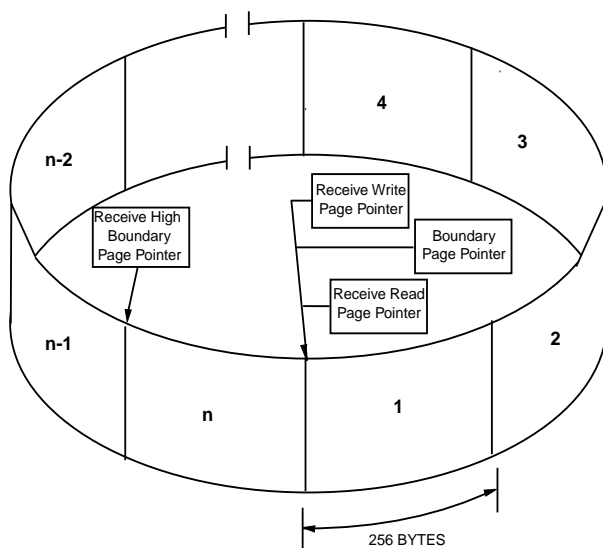 4
3
n-2
Receive Write
Page Pointer
Receive High
Boundary
Page Pointer
Boundary
Page Pointer
Receive Read
Page Pointer
2
n-1
n
1
256 BYTES